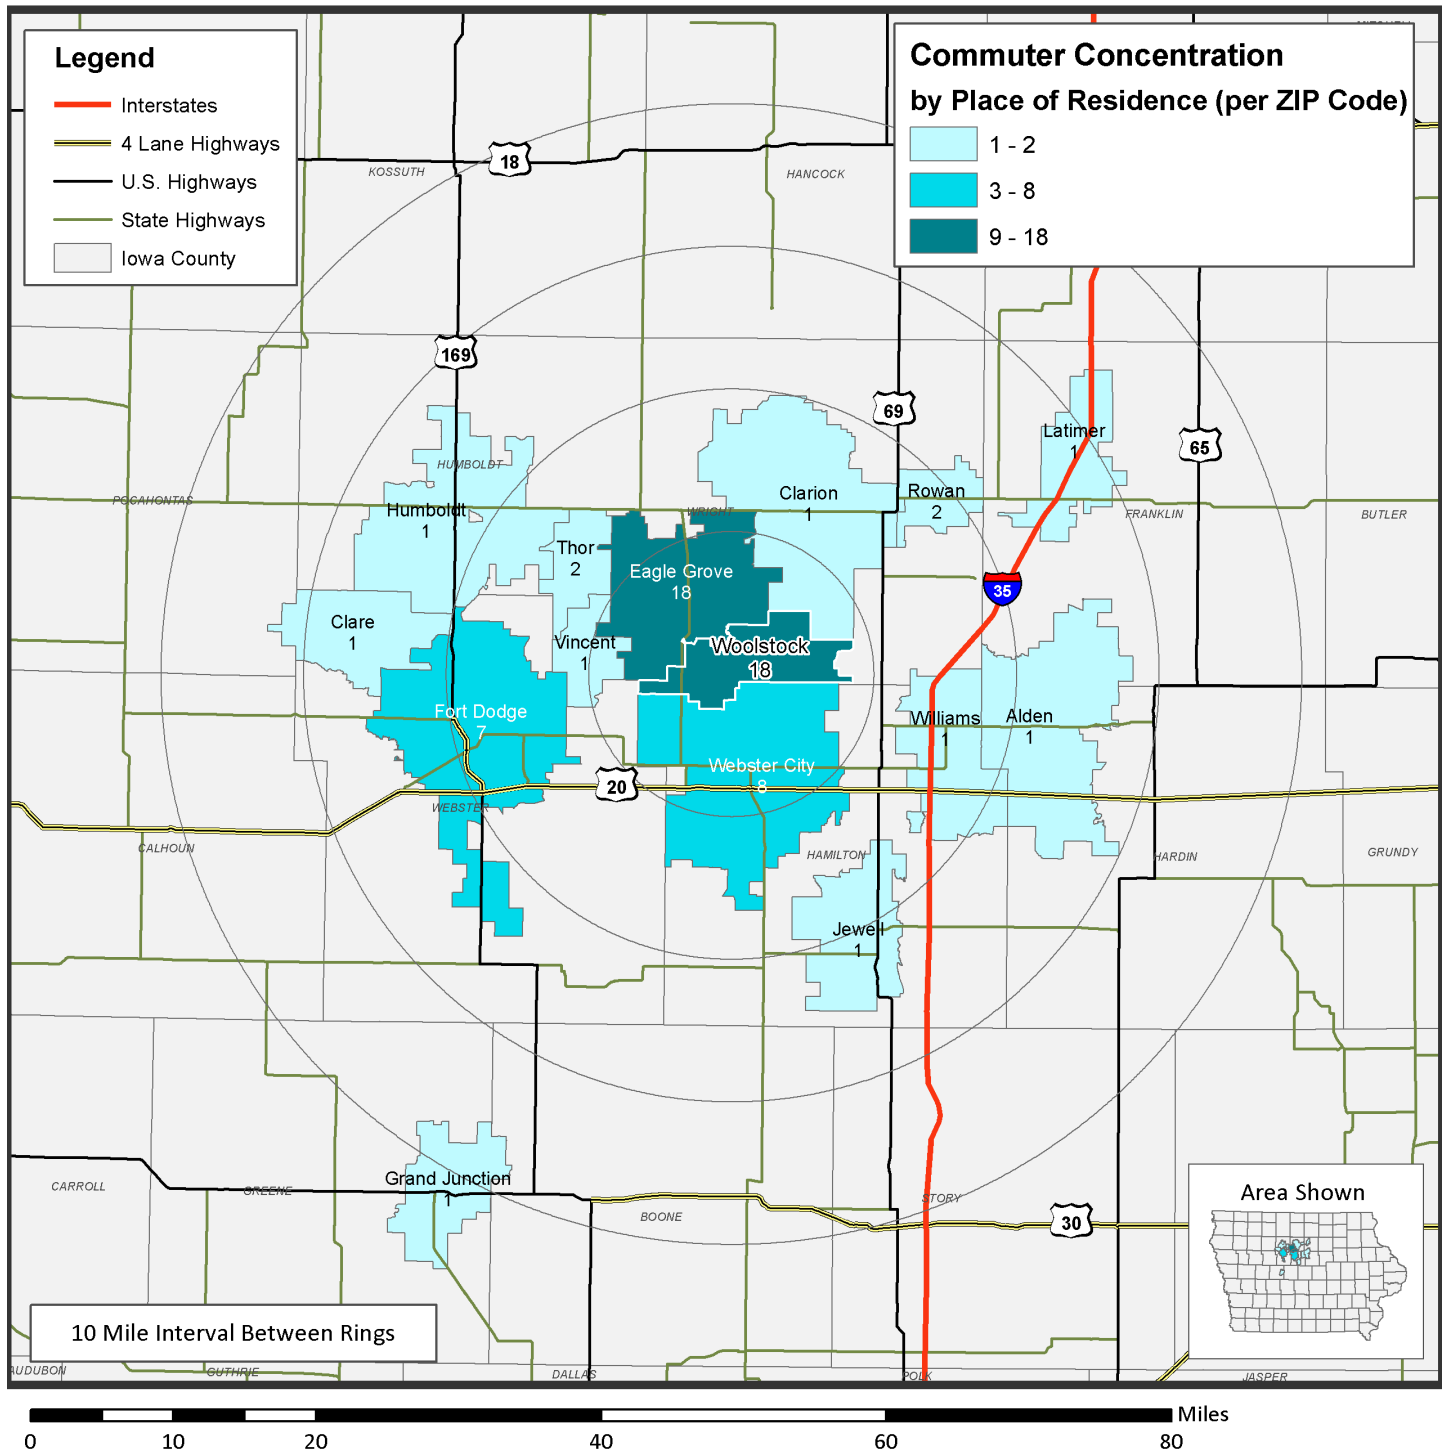 Legend
Interstates
4 Lane Highways
U.S. Highways
State Highways
Iowa County
Commuter Concentration
by Place of Residence (per ZIP Code)
1 - 2
3 - 8
9 - 18
18
KOSSUTH
HANCOCK
169
69
65
Latimer
1
HUMBOLDT
POCAHONTAS
Humboldt
1
Clarion
1
Rowan
2
WRIGHT
FRANKLIN
BUTLER
Thor
2
Eagle Grove
18
35
Clare
1
Vincent
1
Woolstock
18
Fort Dodge
7
Williams
1
Alden
1
Webster City
8
20
WEBSTER
CALHOUN
HAMILTON
HARDIN
GRUNDY
Jewell
1
Grand Junction
1
CARROLL
GREENE
BOONE
STORY
30
Area Shown
10 Mile Interval Between Rings
AUDUBON
GUTHRIE
DALLAS
POLK
JASPER
Miles
0
10
20
40
60
80